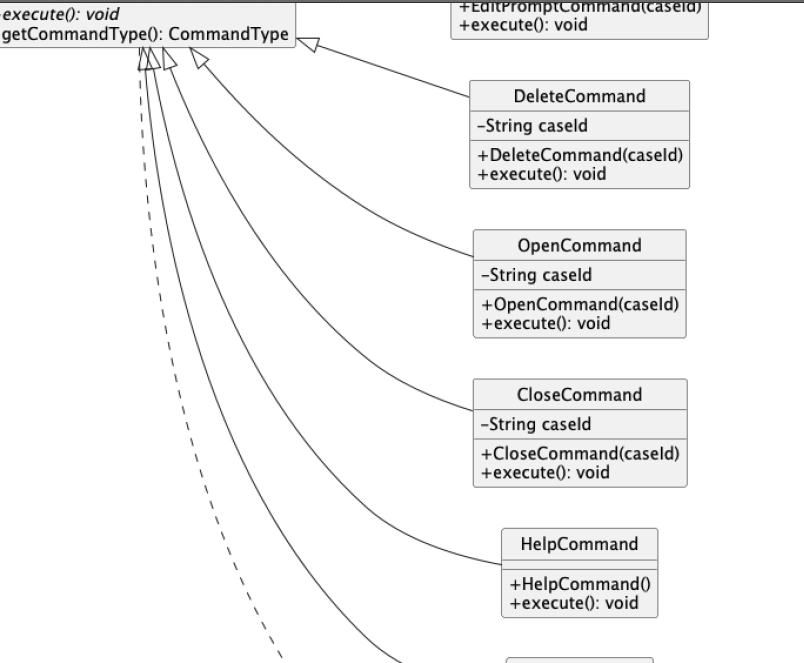 -execute(): void
getCommandType(): CommandType
+EditPromptCommand(caseId)
+execute(): void
DeleteCommand
-String caseId
+DeleteCommand(caseId)
+execute(): void
OpenCommand
-String caseId
+OpenCommand(caseId)
+execute(): void
CloseCommand
-String caseId
+CloseCommand(caseId)
+execute(): void
HelpCommand
+HelpCommand()
+execute(): void